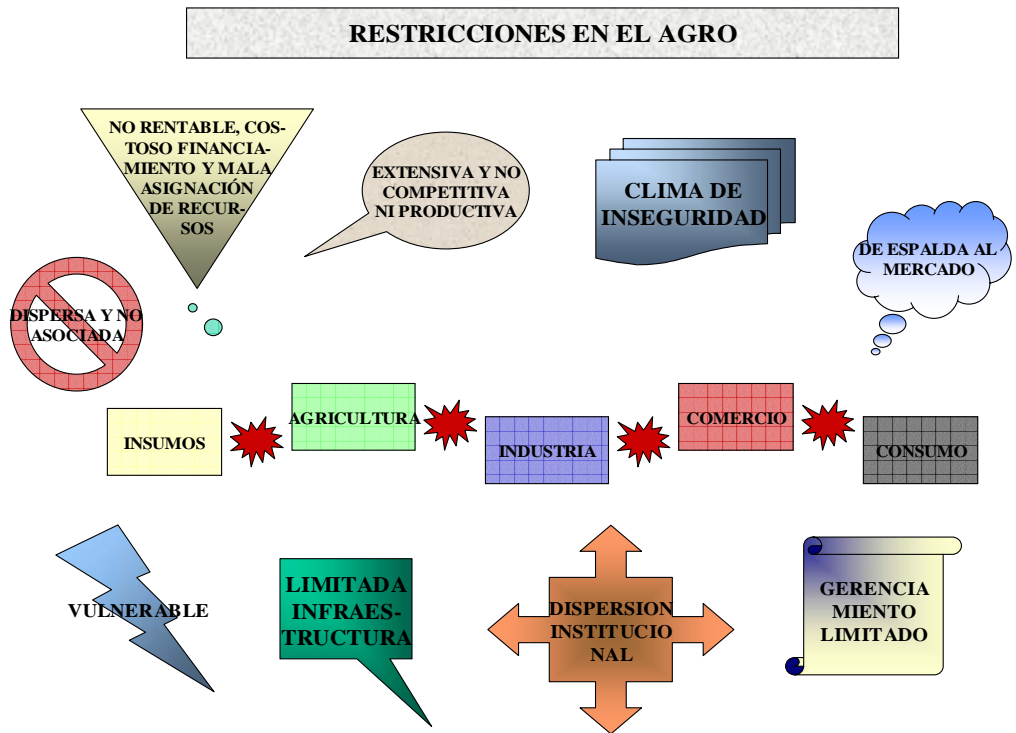 RESTRICCIONES EN EL AGRO
NO RENTABLE, COS-
TOSO FINANCIA-
MIENTO Y MALA
ASIGNACIÓN
DE RECUR-
SOS
EXTENSIVA Y NO
COMPETITIVA
NI PRODUCTIVA
CLIMA DE
INSEGURIDAD
DE ESPALDA AL
MERCADO
DISPERSA Y NO
ASOCIADA
INSUMOS
AGRICULTURA
INDUSTRIA
COMERCIO
CONSUMO
VULNERABLE
LIMITADA
INFRAES-
TRUCTURA
DISPERSION
INSTITUCIO
NAL
GERENCIA
MIENTO
LIMITADO